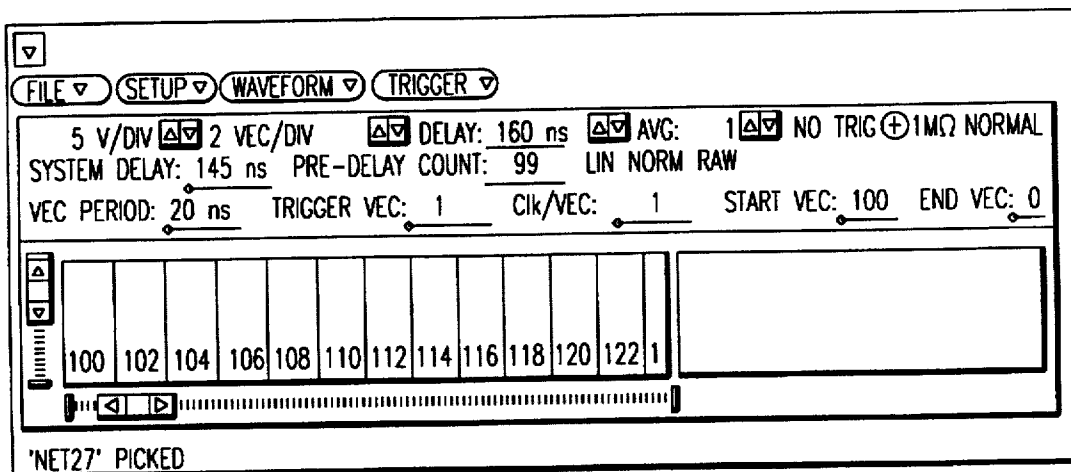 FILE SETUP WAVEFORM TRIGGER
5 V/DIV 2 VEC/DIV DELAY: 160 ns AVG: 1 NO TRIG 1MΩ NORMAL
SYSTEM DELAY: 145 ns PRE-DELAY COUNT: 99 LIN NORM RAW
VEC PERIOD: 20 ns TRIGGER VEC: 1 Clk/VEC: 1 START VEC: 100 END VEC: 0
100 102 104 106 108 110 112 114 116 118 120 122 1
'NET27' PICKED